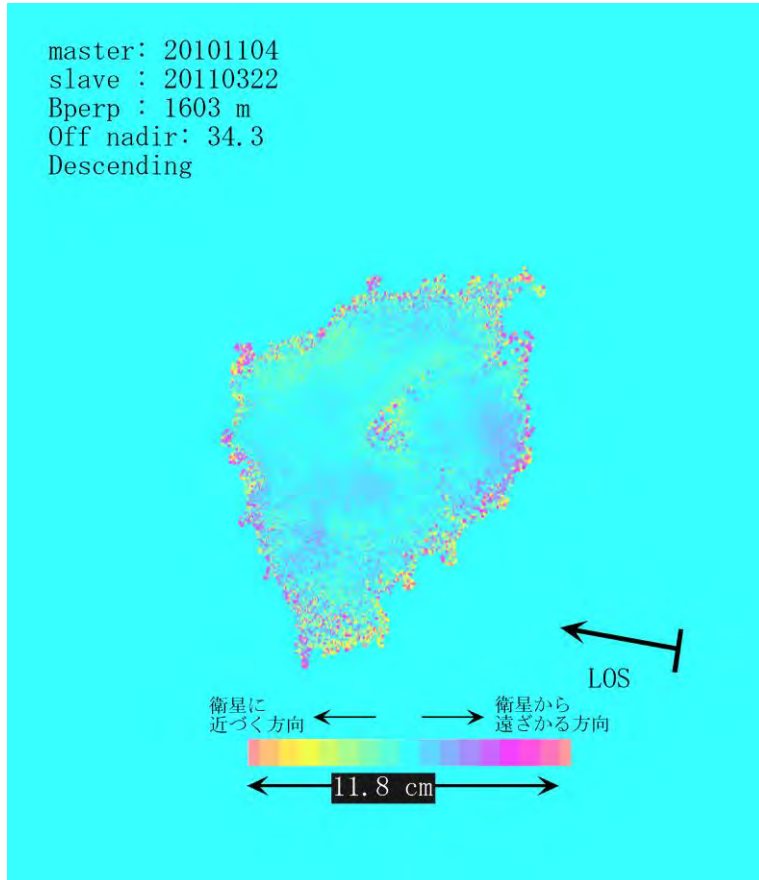 master: 20101104
slave : 20110322
Bperp : 1603 m
Off nadir: 34.3
Descending
LOS
衛星に
近づく方向
衛星から
遠ざかる方向
11.8 cm